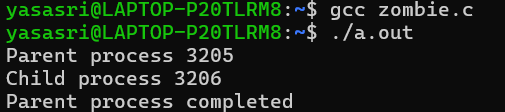 yasasri@LAPTOP-P20TLRM8:~$ gcc zombie.c
yasasri@LAPTOP-P20TLRM8:~$ ./a.out
Parent process 3205
Child process 3206
Parent process completed